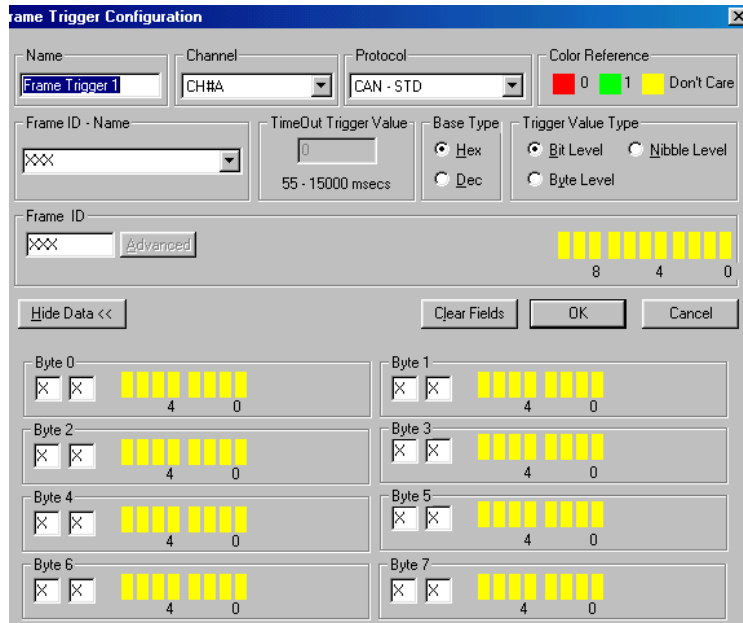 rame Trigger Configuration
Name Channel Protocol Color Reference
Frame Trigger 1 CH#A CAN - STD 0 1 Don't Care
Frame ID - Name TimeOut Trigger Value Base Type Trigger Value Type
XXX 0 Hex Bit Level Nibble Level
55 - 15000 msecs Dec Byte Level
Frame ID
XXX Advanced
8 4 0
Hide Data << Clear Fields OK Cancel
Byte 0 Byte 1
X X X X
4 0 4 0
Byte 2 Byte 3
X X X X
4 0 4 0
Byte 4 Byte 5
X X X X
4 0 4 0
Byte 6 Byte 7
X X X X
4 0 4 0